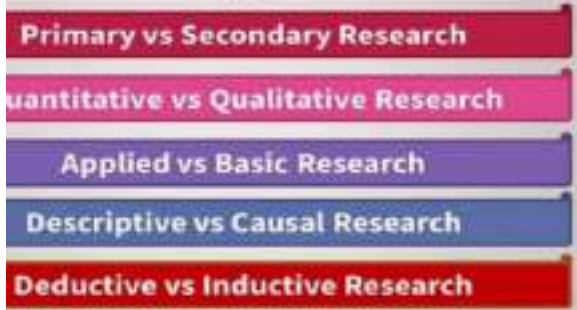 Primary vs Secondary Research
uantitative vs Qualitative Research
Applied vs Basic Research
Descriptive vs Causal Research
Deductive vs Inductive Research